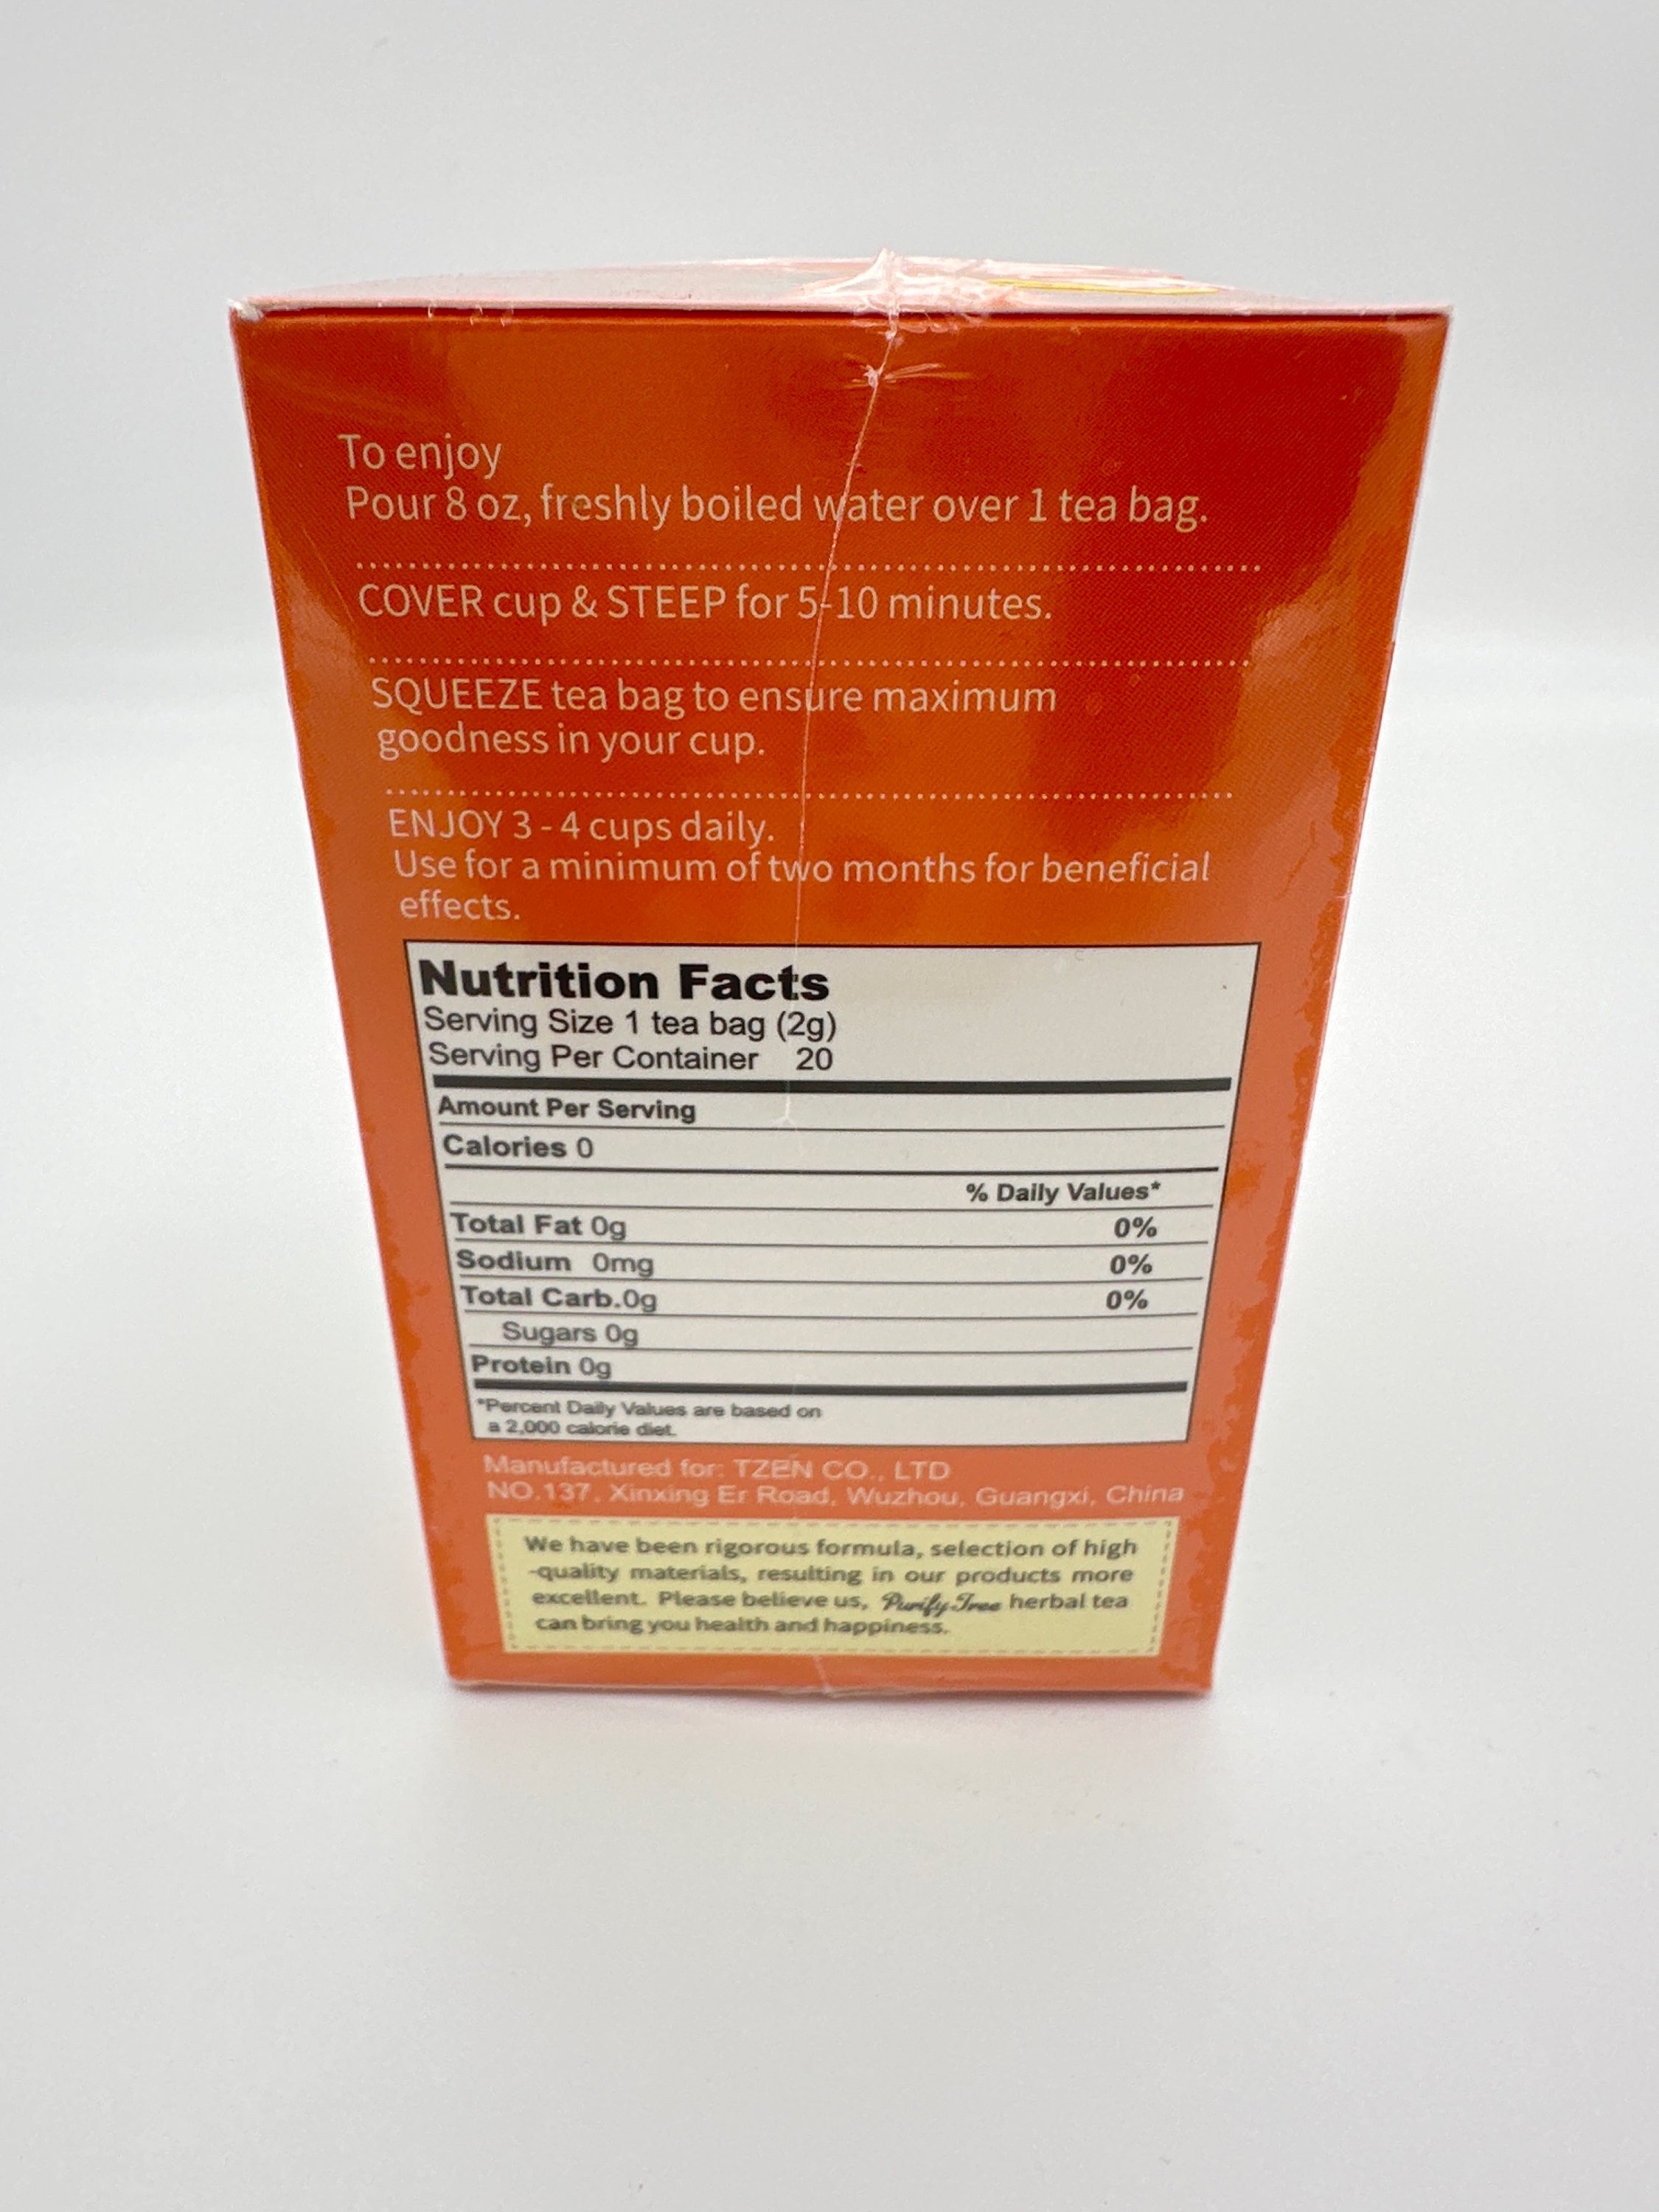 To enjoy
Pour 8 oz, freshly boiled water over 1 tea bag.
COVER cup & STEEP for 5-10 minutes.
SQUEEZE tea bag to ensure maximum
goodness in your cup.
ENJOY 3 - 4 cups daily.
Use for a minimum of two months for beneficial
effects.
Nutrition Facts
Serving Size 1 tea bag (2g)
Serving Per Container 20
Amount Per Serving
Calories 0
% Daily Values*
Total Fat 0g 0%
Sodium 0mg 0%
Total Carb.0g 0%
Sugars 0g
Protein 0g
*Percent Daily Values are based on
a 2,000 calorie diet.
Manufactured for: TZEN CO., LTD
NO.137, Xinxing Er Road, Wuzhou, Guangxi, China
We have been rigorous formula, selection of high
-quality materials, resulting in our products more
excellent. Please believe us, Purify Tree herbal tea
can bring you health and happiness.